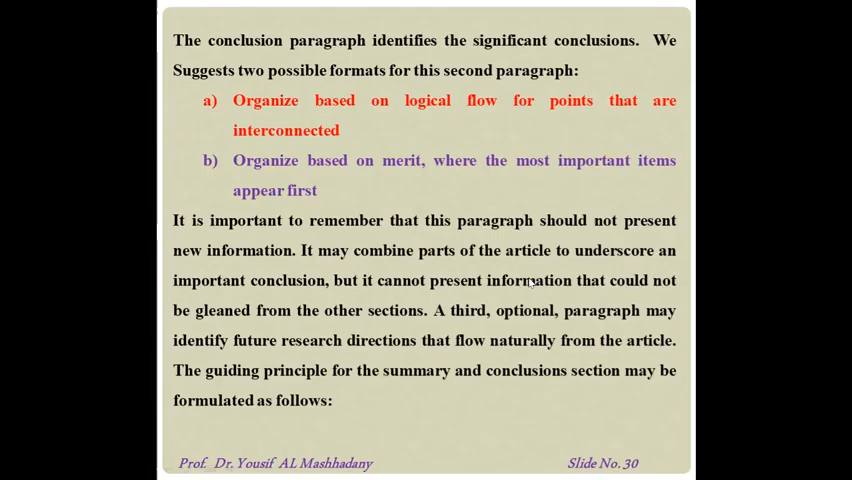 The conclusion paragraph identifies the significant conclusions. We
Suggests two possible formats for this second paragraph:
a) Organize based on logical flow for points that are
interconnected
b) Organize based on merit, where the most important items
appear first
It is important to remember that this paragraph should not present
new information. It may combine parts of the article to underscore an
important conclusion, but it cannot present information that could not
be gleaned from the other sections. A third, optional, paragraph may
identify future research directions that flow naturally from the article.
The guiding principle for the summary and conclusions section may be
formulated as follows:
Prof. Dr. Yousif AL Mashhadany
Slide No. 30